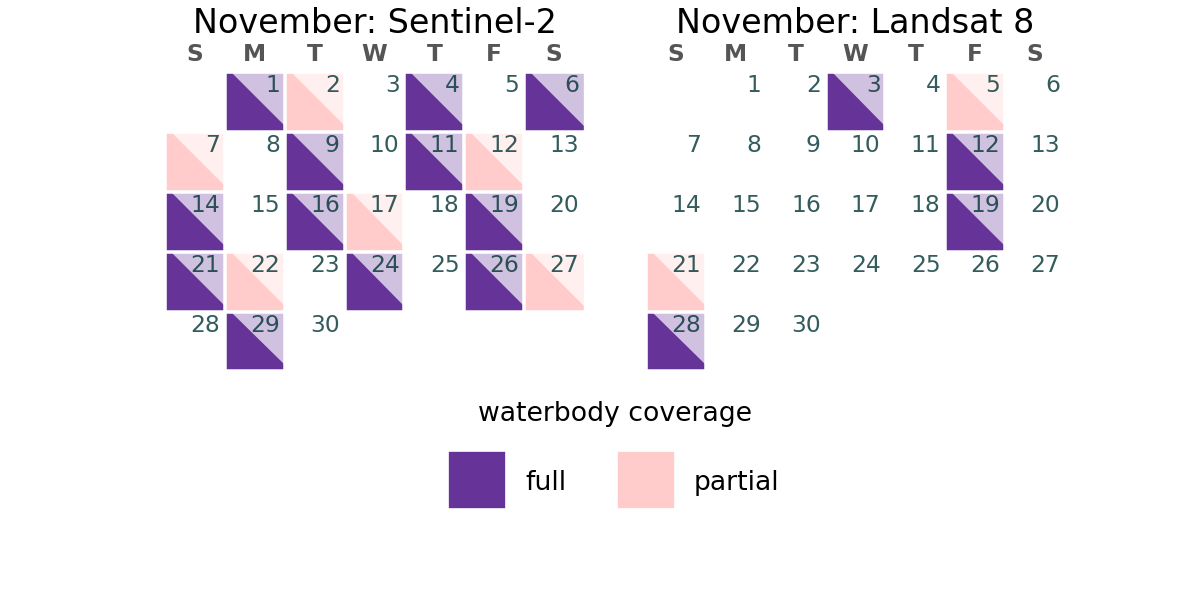 November: Sentinel-2
S M T W T F S
1 2 3 4 5 6
7 8 9 10 11 12 13
14 15 16 17 18 19 20
21 22 23 24 25 26 27
28 29 30
November: Landsat 8
S M T W T F S
1 2 3 4 5 6
7 8 9 10 11 12 13
14 15 16 17 18 19 20
21 22 23 24 25 26 27
28 29 30
waterbody coverage
full
partial